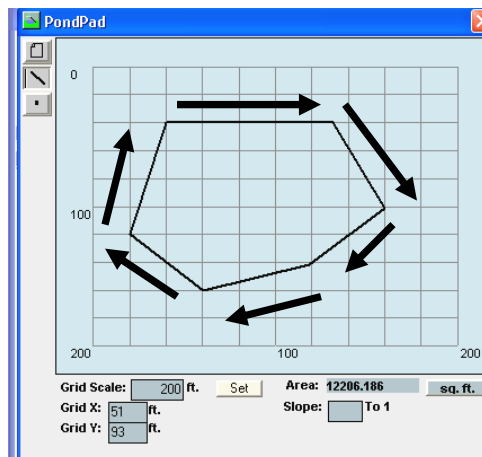 PondPad
0
100
200 100 200
Grid Scale: 200 ft. Set Area: 12206.186 sq. ft.
Grid X: 51 ft. Slope: To 1
Grid Y: 93 ft.